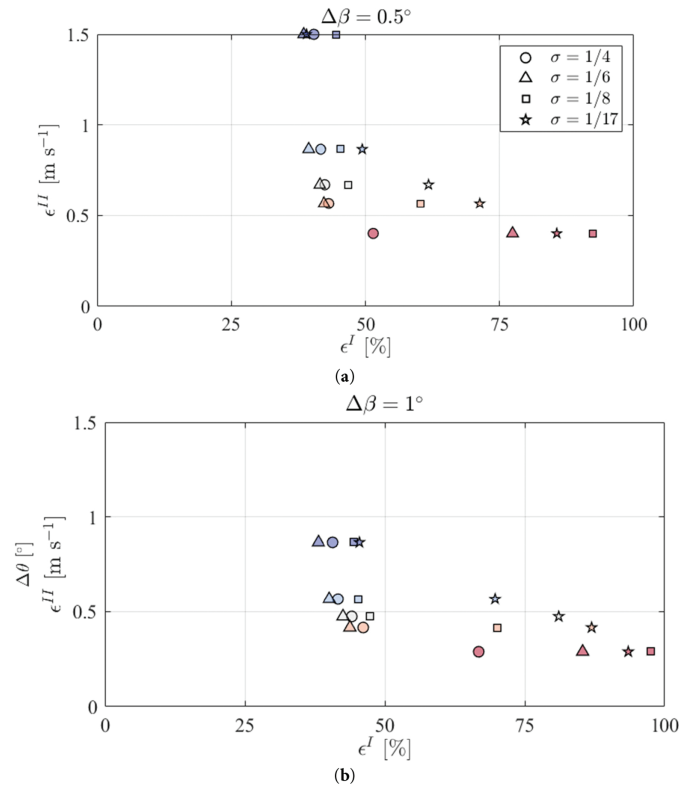 Δβ = 0.5°
1.5
1
0.5
0
ϵ^{II} [m s⁻¹]
σ = 1/4
σ = 1/6
σ = 1/8
σ = 1/17
0 25 50 75 100
ϵ^{I} [%]
(a)
Δβ = 1°
1.5
1
0.5
0
Δθ [°]
ϵ^{II} [m s⁻¹]
0 25 50 75 100
ϵ^{I} [%]
(b)